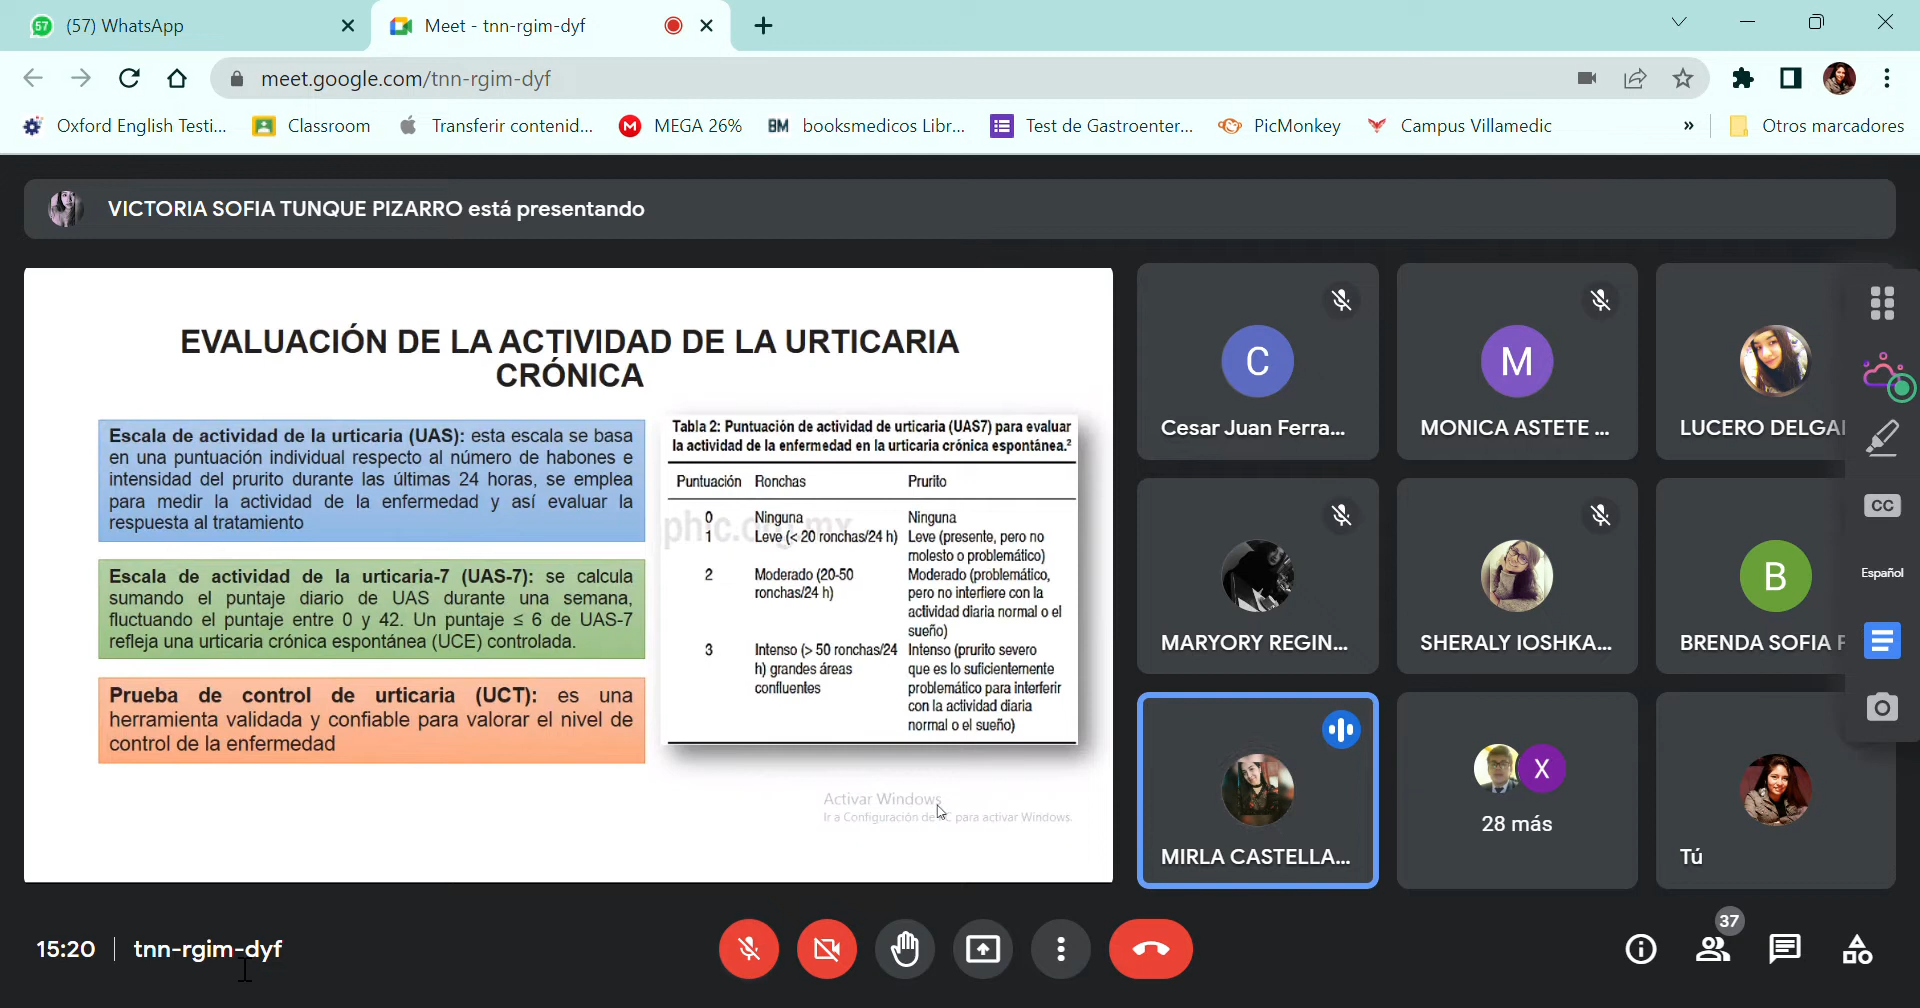 (57) WhatsApp
Meet - tnn-rgim-dyf
meet.google.com/tnn-rgim-dyf
Oxford English Testi...
Classroom
Transferir contenid...
MEGA 26%
BM booksmedicos Libr...
Test de Gastroenter...
PicMonkey
Campus Villamedic
»
Otros marcadores
VICTORIA SOFIA TUNQUE PIZARRO está presentando
EVALUACIÓN DE LA ACTIVIDAD DE LA URTICARIA
CRÓNICA
Escala de actividad de la urticaria (UAS): esta escala se basa
en una puntuación individual respecto al número de habones e
intensidad del prurito durante las últimas 24 horas, se emplea
para medir la actividad de la enfermedad y así evaluar la
respuesta al tratamiento
Escala de actividad de la urticaria-7 (UAS-7): se calcula
sumando el puntaje diario de UAS durante una semana,
fluctuando el puntaje entre 0 y 42. Un puntaje ≤ 6 de UAS-7
refleja una urticaria crónica espontánea (UCE) controlada.
Prueba de control de urticaria (UCT): es una
herramienta validada y confiable para valorar el nivel de
control de la enfermedad
Tabla 2: Puntuación de actividad de urticaria (UAS7) para evaluar
la actividad de la enfermedad en la urticaria crónica espontánea.²
Puntuación Ronchas Prurito
0 Ninguna Ninguna
1 Leve (< 20 ronchas/24 h) Leve (presente, pero no
molesto o problemático)
2 Moderado (20-50 Moderado (problemático,
ronchas/24 h) pero no interfiere con la
actividad diaria normal o el
sueño)
3 Intenso (> 50 ronchas/24 Intenso (prurito severo
h) grandes áreas que es lo suficientemente
confluentes problemático para interferir
con la actividad diaria
normal o el sueño)
Activar Windows
Ir a Configuración de para activar Windows.
C
Cesar Juan Ferra...
M
MONICA ASTETE ...
LUCERO DELGA
MARYORY REGIN...
SHERALY IOSHKA...
B
BRENDA SOFIA
MIRLA CASTELLA...
X
28 más
Tú
CC
Español
15:20
tnn-rgim-dyf
37